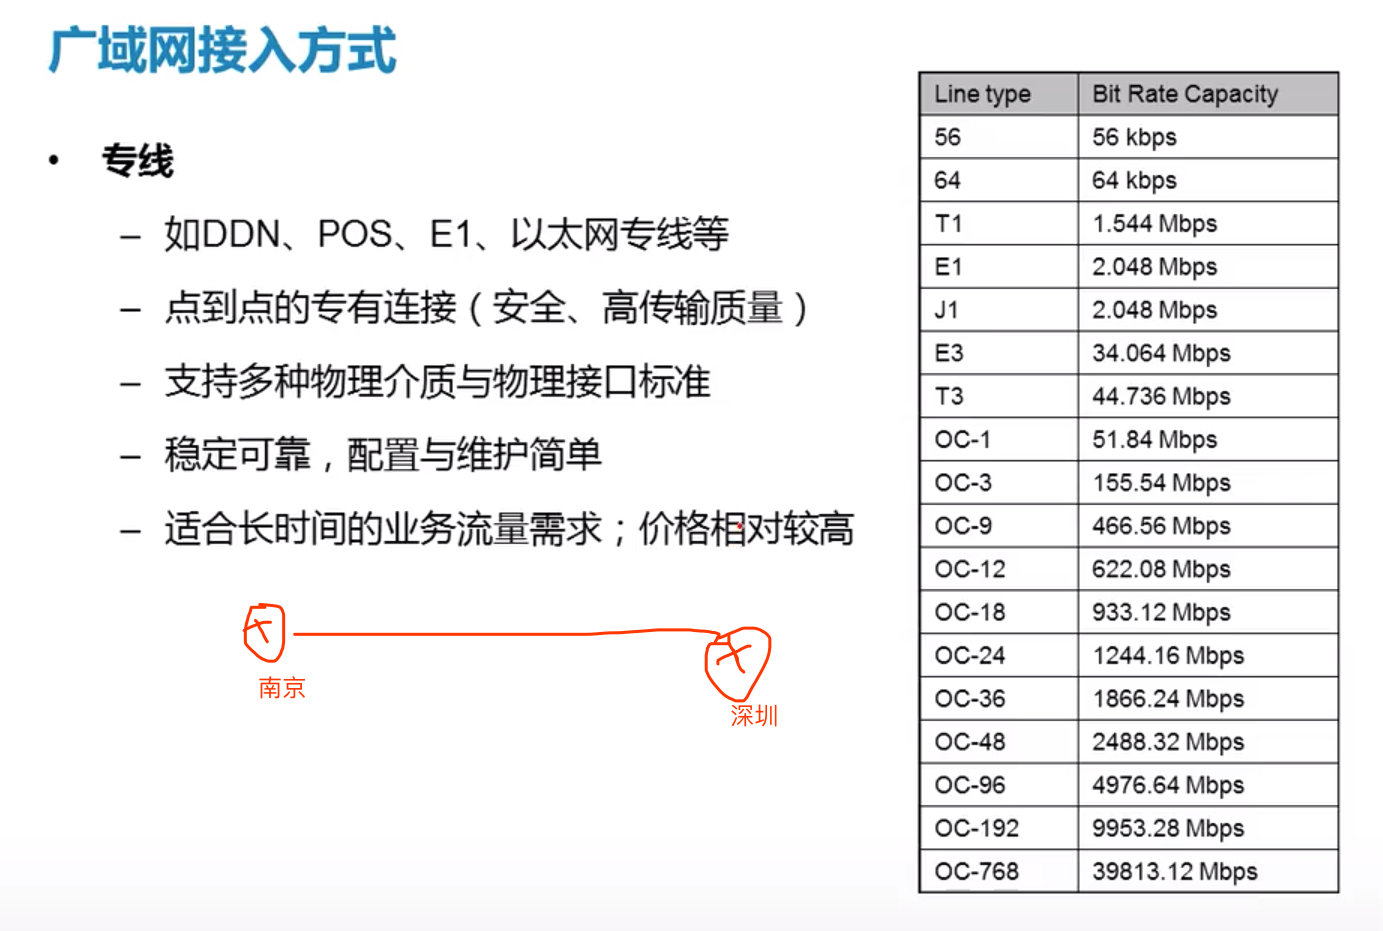 广域网接入方式
• 专线
– 如DDN、POS、E1、以太网专线等
– 点到点的专有连接（安全、高传输质量）
– 支持多种物理介质与物理接口标准
– 稳定可靠，配置与维护简单
– 适合长时间的业务流量需求；价格相对较高
南京
深圳
Line type Bit Rate Capacity
56 56 kbps
64 64 kbps
T1 1.544 Mbps
E1 2.048 Mbps
J1 2.048 Mbps
E3 34.064 Mbps
T3 44.736 Mbps
OC-1 51.84 Mbps
OC-3 155.54 Mbps
OC-9 466.56 Mbps
OC-12 622.08 Mbps
OC-18 933.12 Mbps
OC-24 1244.16 Mbps
OC-36 1866.24 Mbps
OC-48 2488.32 Mbps
OC-96 4976.64 Mbps
OC-192 9953.28 Mbps
OC-768 39813.12 Mbps